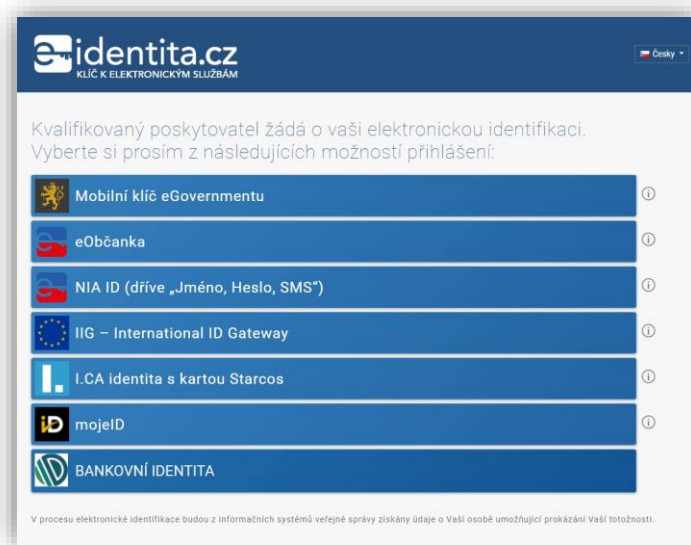 e-identita.cz
KLÍČ K ELEKTRONICKÝM SLUŽBÁM
Česky
Kvalifikovaný poskytovatel žádá o vaši elektronickou identifikaci.
Vyberte si prosím z následujících možností přihlášení:
Mobilní klíč eGovernmentu
eObčanka
NIA ID (dříve „Jméno, Heslo, SMS“)
IIG – International ID Gateway
I.CA identita s kartou Starcos
mojeID
BANKOVNÍ IDENTITA
V procesu elektronické identifikace budou z informačních systémů veřejné správy získány údaje o Vaší osobě umožňující prokázání Vaší totožnosti.